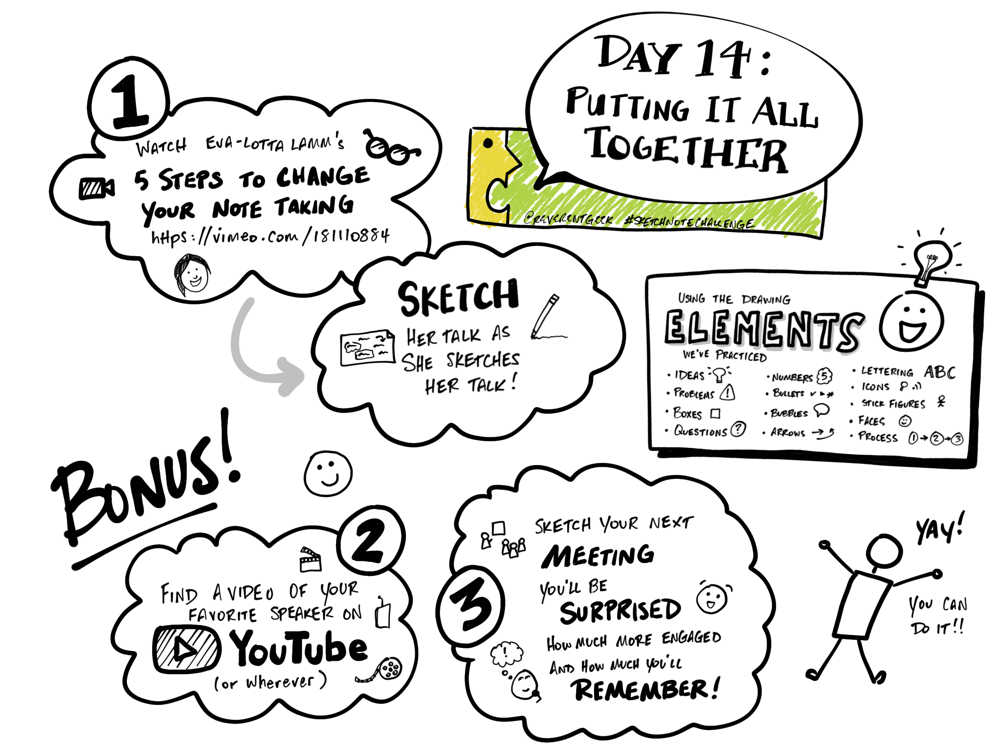 DAY 14:
PUTTING IT ALL
TOGETHER
@REVERENTGEEK #SKETCHNOTECHALLENGE
1
WATCH EVA-LOTTA LAMM's
5 STEPS TO CHANGE
YOUR NOTE TAKING
https://vimeo.com/181110884
SKETCH
HER TALK AS
SHE SKETCHES
HER TALK!
USING THE DRAWING
ELEMENTS
WE'VE PRACTICED
• IDEAS
• PROBLEMS !
• BOXES
• QUESTIONS ?
• NUMBERS 5
• BULLETS
• BUBBLES
• ARROWS
• LETTERING ABC
• ICONS
• STICK FIGURES
• FACES
• PROCESS 1 → 2 → 3
BONUS!
2
FIND A VIDEO OF YOUR
FAVORITE SPEAKER ON
YouTube
(or wherever)
3
SKETCH YOUR NEXT
MEETING
YOU'LL BE
SURPRISED
HOW MUCH MORE ENGAGED
AND HOW MUCH YOU'LL
REMEMBER!
!
YAY!
YOU CAN
DO IT!!